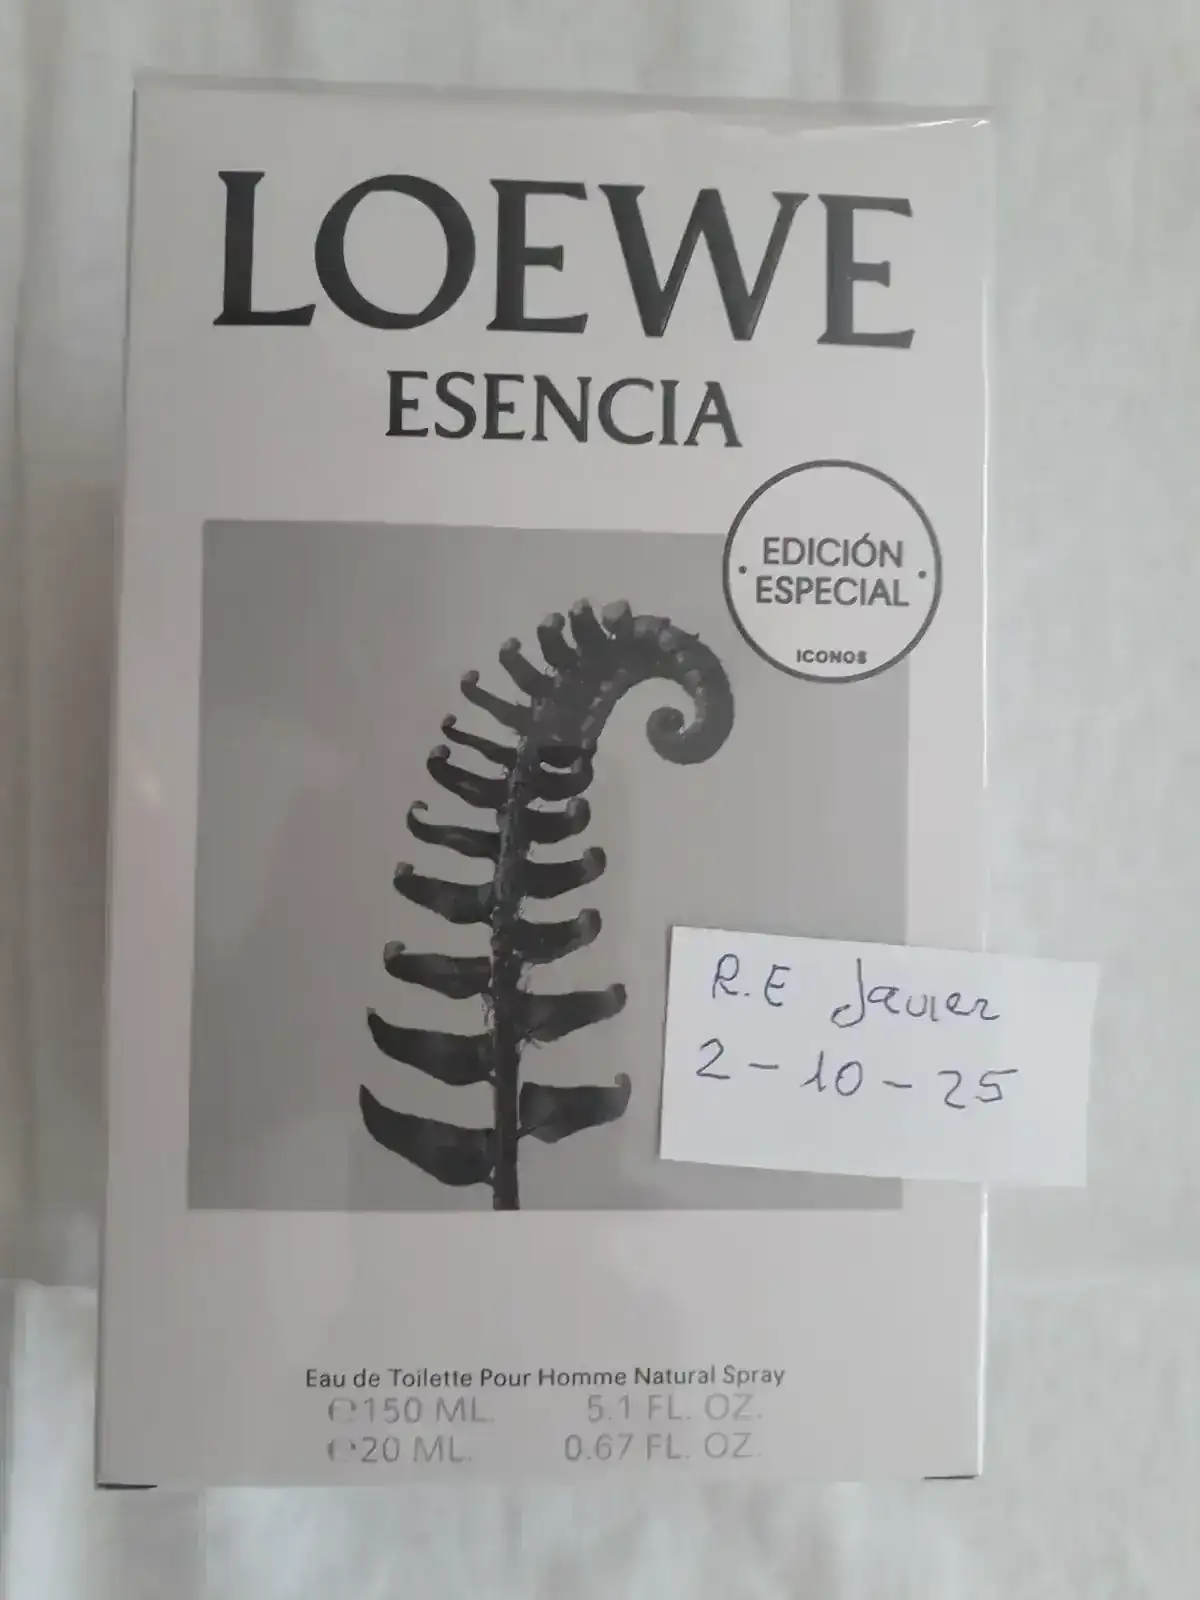 LOEWE
ESENCIA
EDICIÓN
ESPECIAL
ICONOS
R.E Javier
2-10-25
Eau de Toilette Pour Homme Natural Spray
℮150 ML. 5.1 FL. OZ.
℮20 ML. 0.67 FL. OZ.